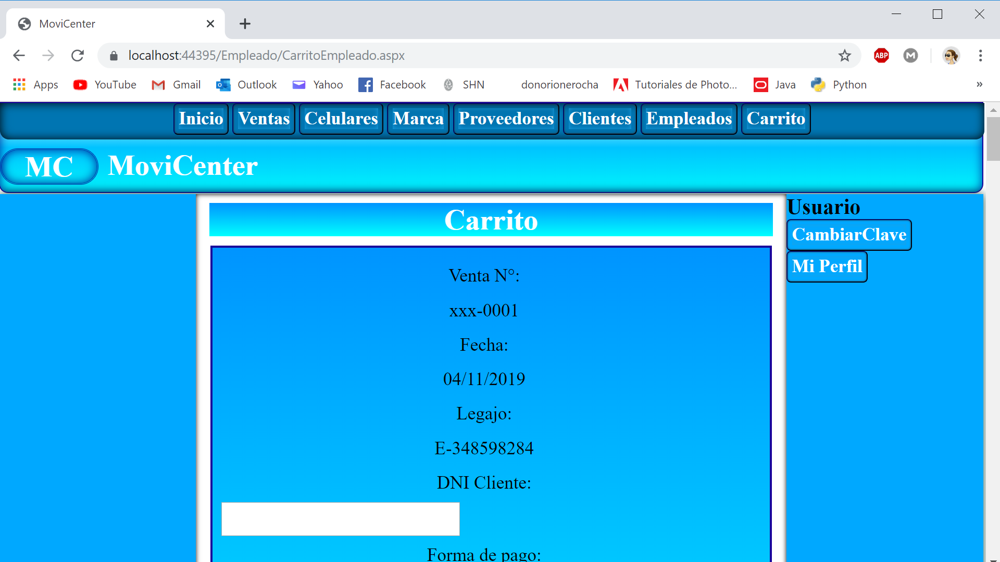 MoviCenter
localhost:44395/Empleado/CarritoEmpleado.aspx
ABP
M
Apps YouTube Gmail Outlook Yahoo Facebook SHN donorionerocha Tutoriales de Photo... Java Python »
Inicio Ventas Celulares Marca Proveedores Clientes Empleados Carrito
MC MoviCenter
Carrito
Usuario
CambiarClave
Mi Perfil
Venta N°:
xxx-0001
Fecha:
04/11/2019
Legajo:
E-348598284
DNI Cliente:
Forma de pago: